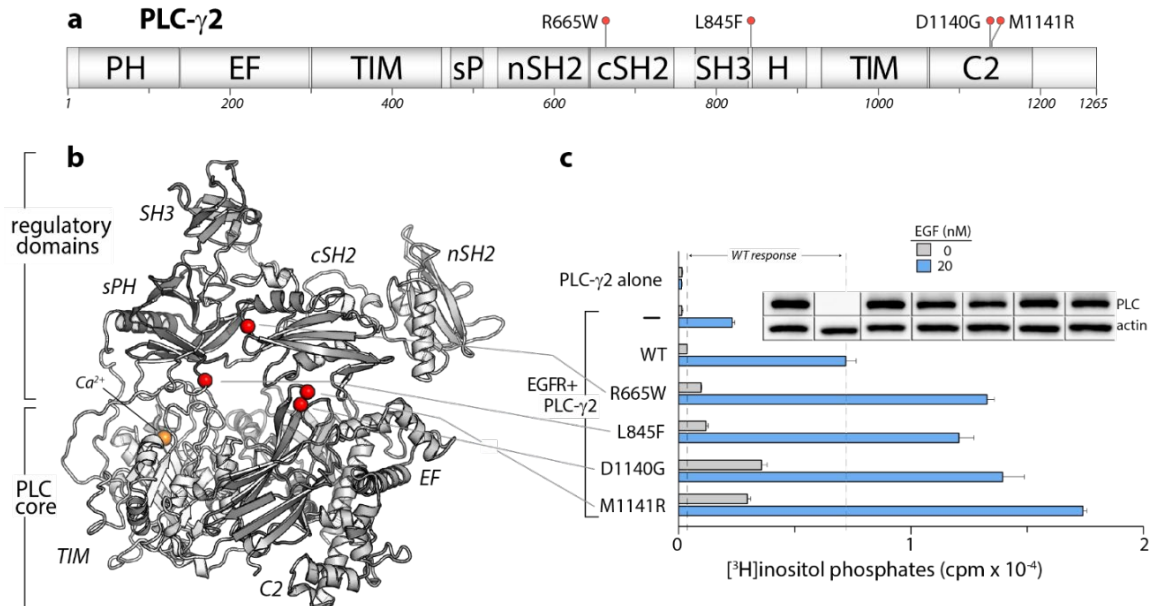 a PLC-γ2
R665W L845F D1140G M1141R
PH EF TIM sP nSH2 cSH2 SH3 H TIM C2
1 200 400 600 800 1000 1200 1265
b
regulatory
domains
PLC
core
SH3
cSH2
nSH2
sPH
Ca²⁺
EF
TIM
C2
c
EGF (nM)
0
20
WT response
PLC-γ2 alone
PLC
actin
EGFR+
PLC-γ2
–
WT
R665W
L845F
D1140G
M1141R
0 1 2
[³H]inositol phosphates (cpm x 10⁻⁴)